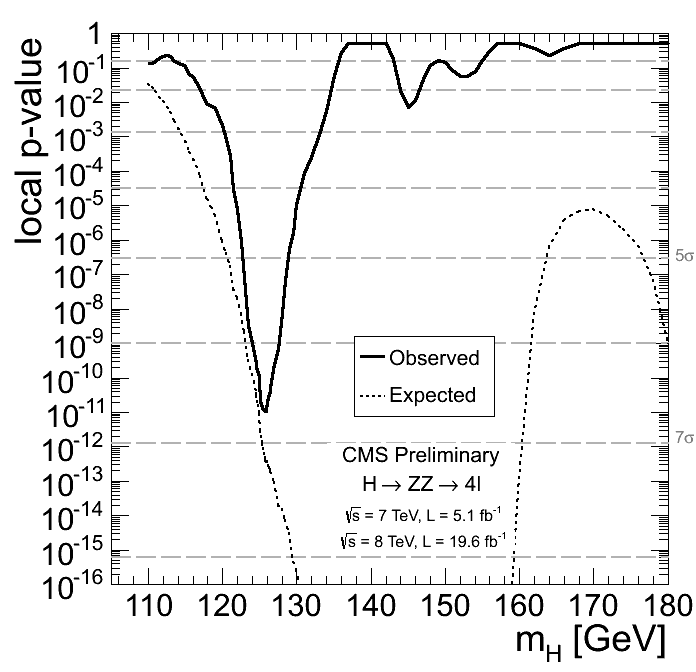 local p-value
1
10⁻¹
10⁻²
10⁻³
10⁻⁴
10⁻⁵
10⁻⁶
10⁻⁷
10⁻⁸
10⁻⁹
10⁻¹⁰
10⁻¹¹
10⁻¹²
10⁻¹³
10⁻¹⁴
10⁻¹⁵
10⁻¹⁶
5σ
7σ
Observed
Expected
CMS Preliminary
H → ZZ → 4l
√s = 7 TeV, L = 5.1 fb⁻¹
√s = 8 TeV, L = 19.6 fb⁻¹
110 120 130 140 150 160 170 180
m_H [GeV]